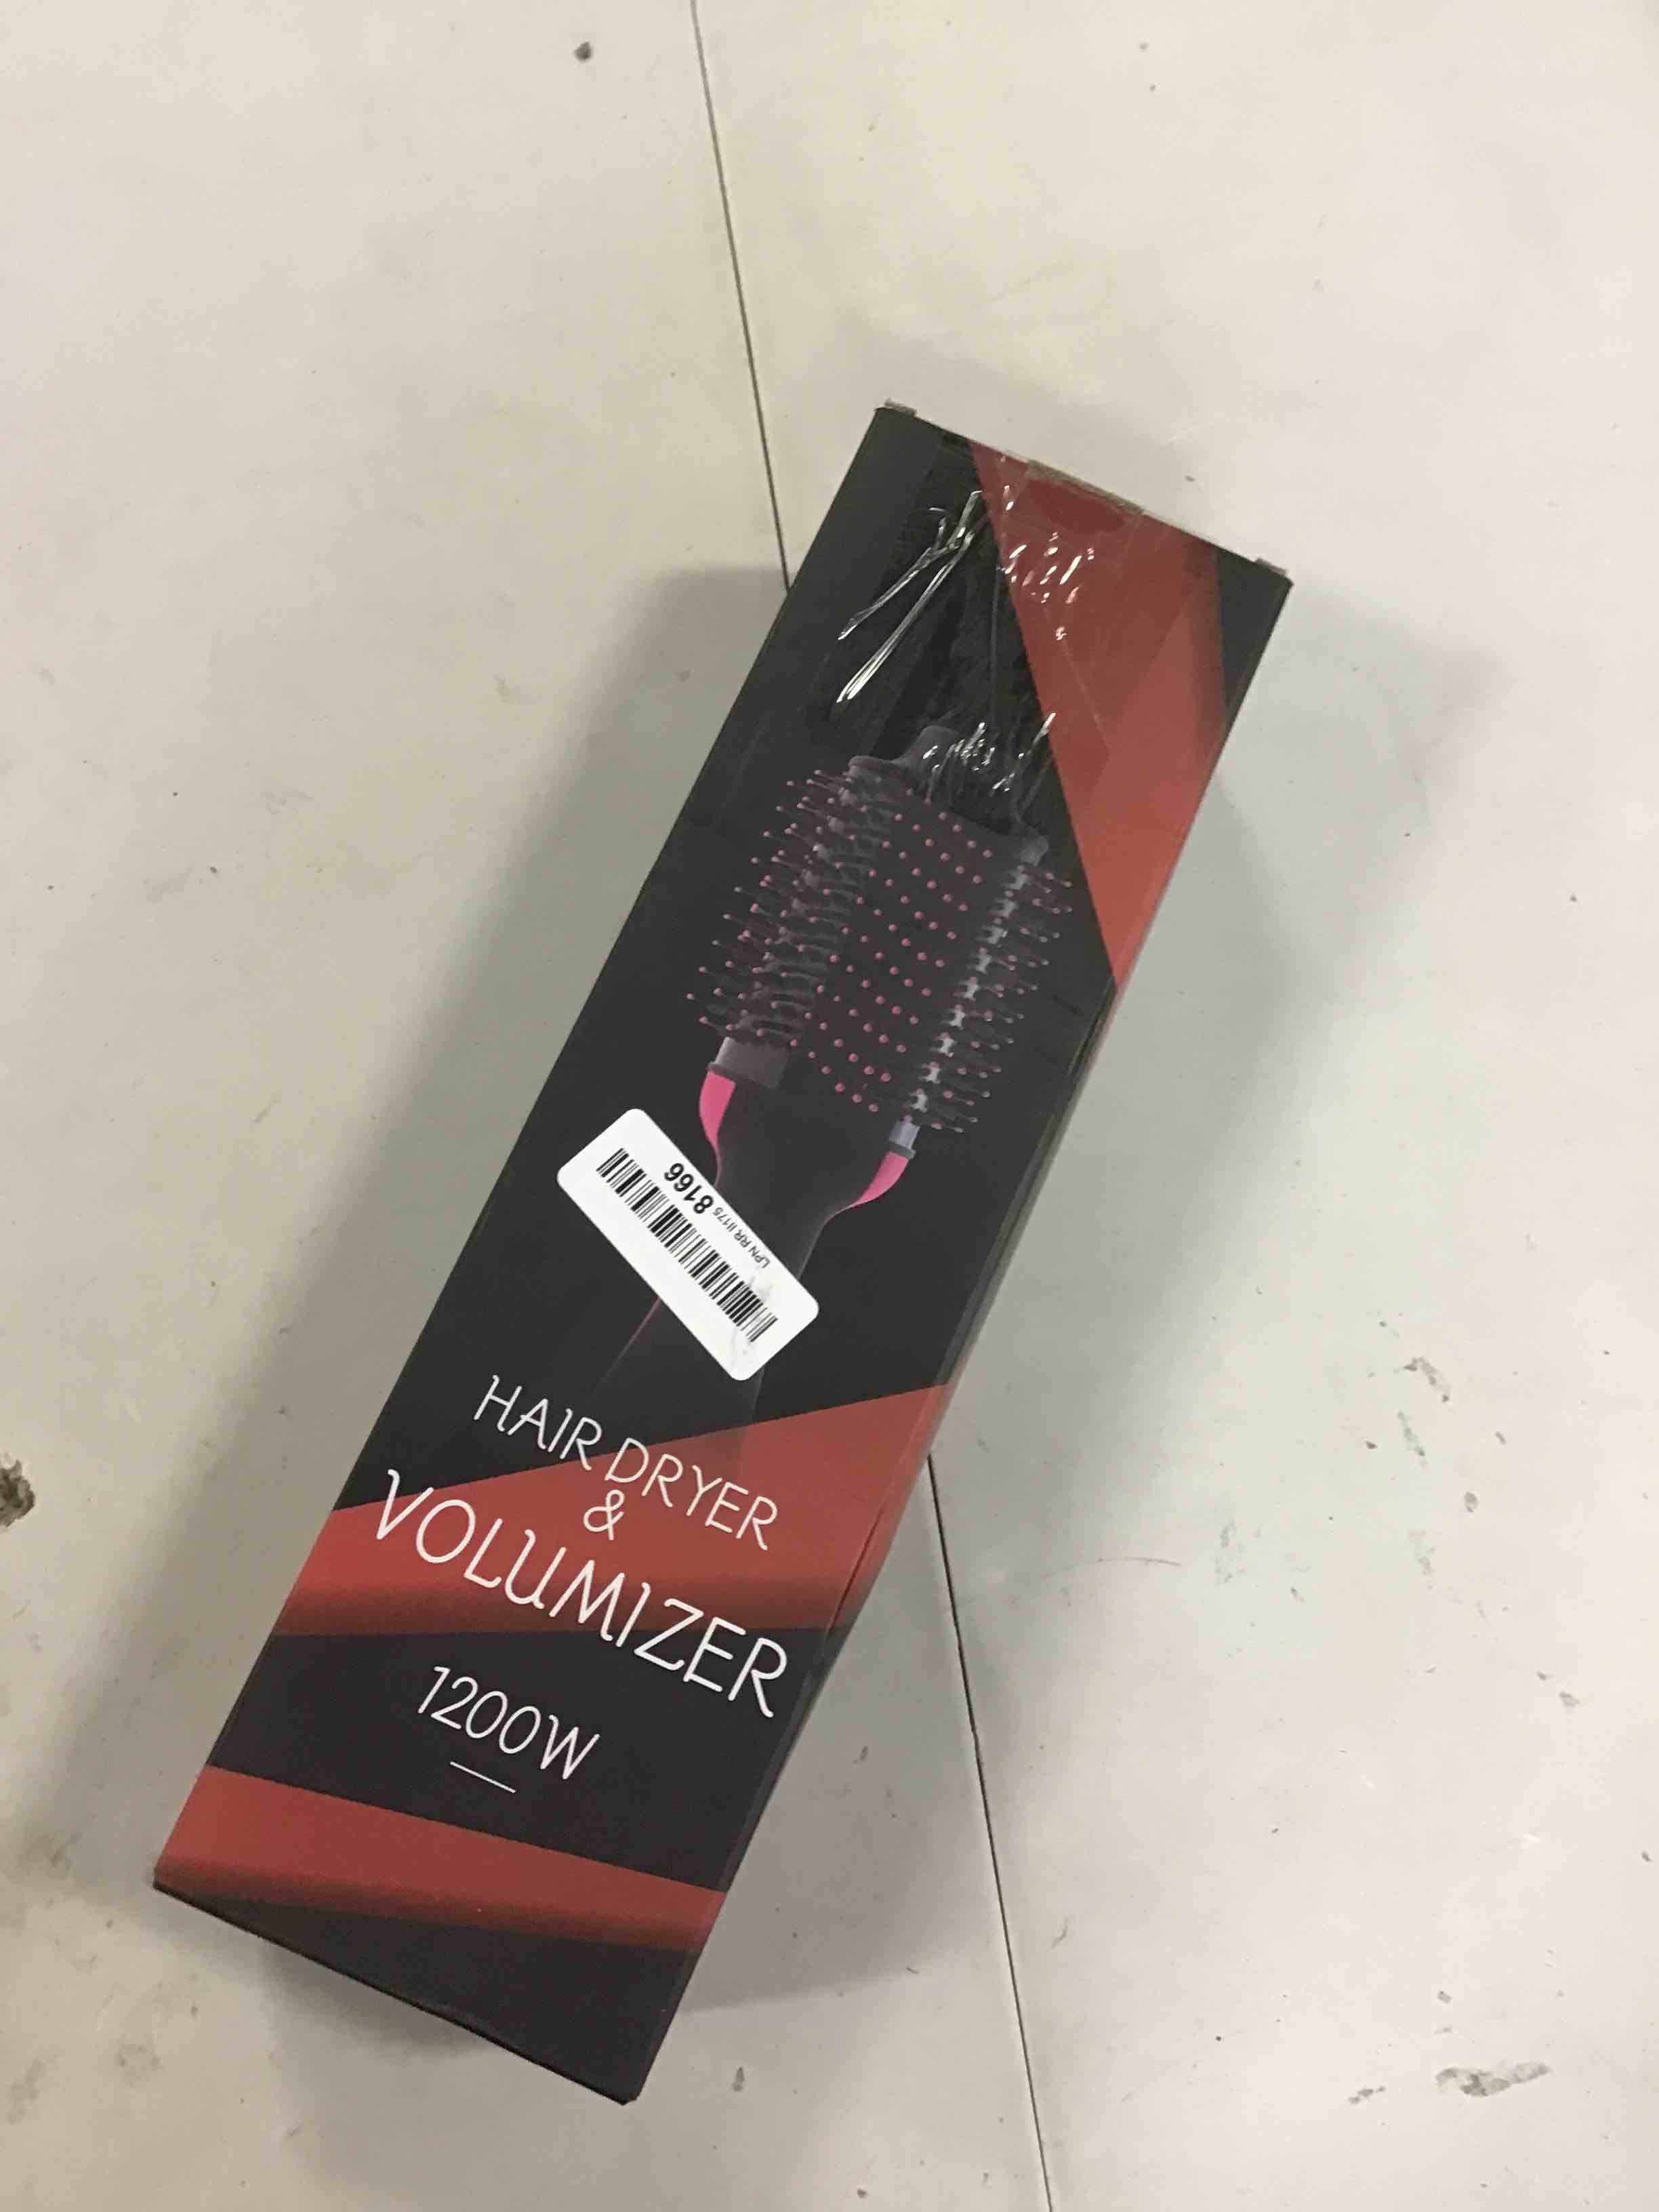 LPN RR II175 8166
HAIR DRYER
&
VOLUMIZER
1200W